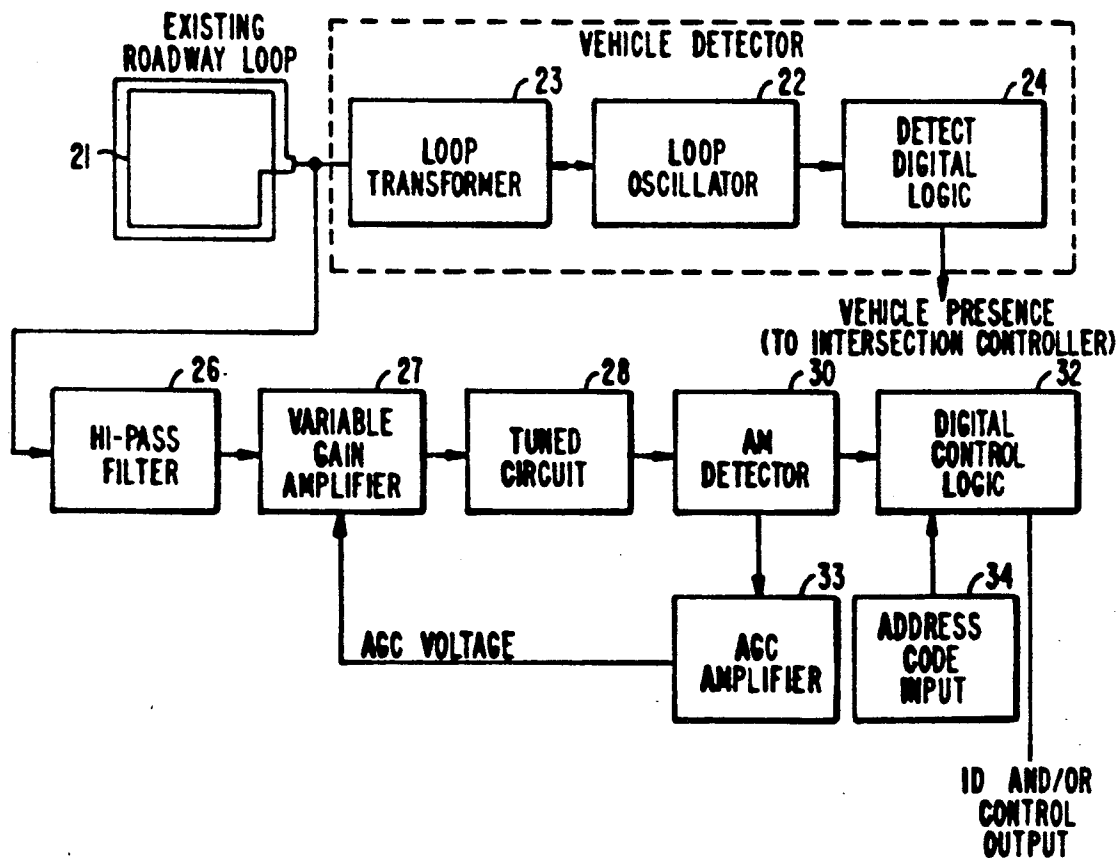 EXISTING
ROADWAY LOOP
VEHICLE DETECTOR
21
23
LOOP
TRANSFORMER
22
LOOP
OSCILLATOR
24
DETECT
DIGITAL
LOGIC
VEHICLE PRESENCE
(TO INTERSECTION CONTROLLER)
26
HI-PASS
FILTER
27
VARIABLE
GAIN
AMPLIFIER
28
TUNED
CIRCUIT
30
AM
DETECTOR
32
DIGITAL
CONTROL
LOGIC
33
AGC
AMPLIFIER
34
ADDRESS
CODE
INPUT
AGC VOLTAGE
ID AND/OR
CONTROL
OUTPUT